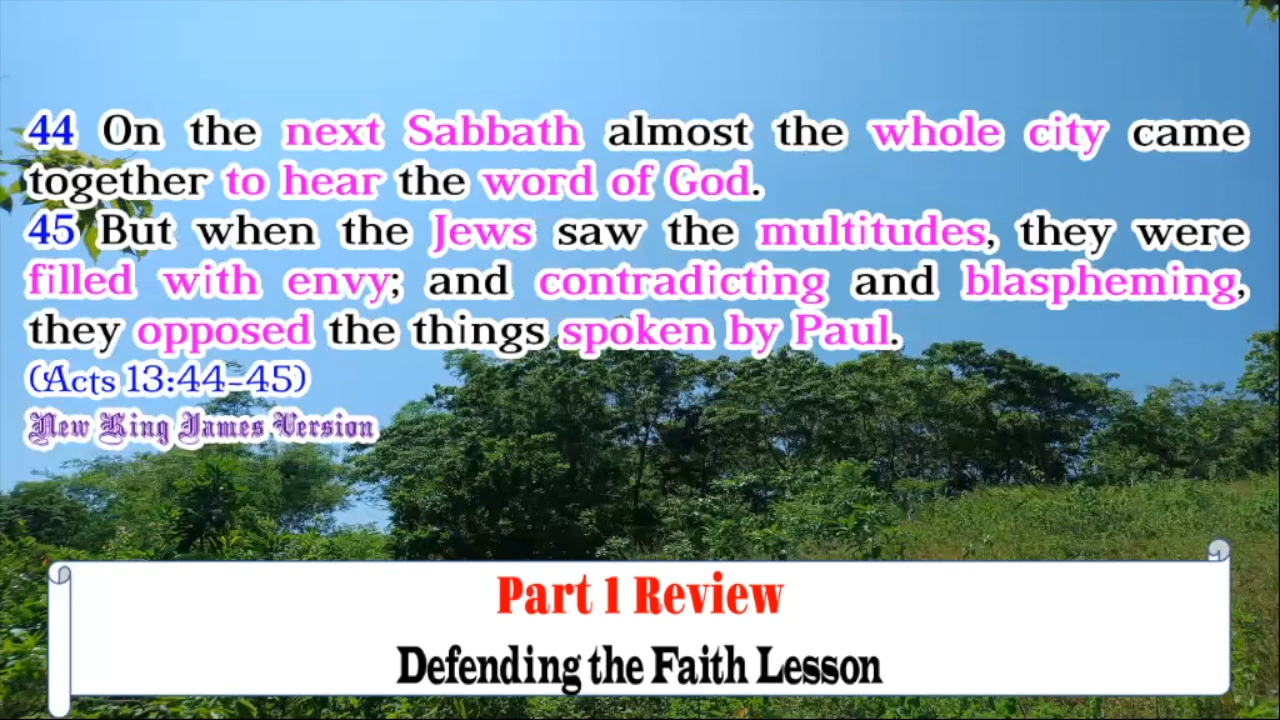 44 On the next Sabbath almost the whole city came
together to hear the word of God.
45 But when the Jews saw the multitudes, they were
filled with envy; and contradicting and blaspheming,
they opposed the things spoken by Paul.
(Acts 13:44-45)
New King James Version
Part 1 Review
Defending the Faith Lesson